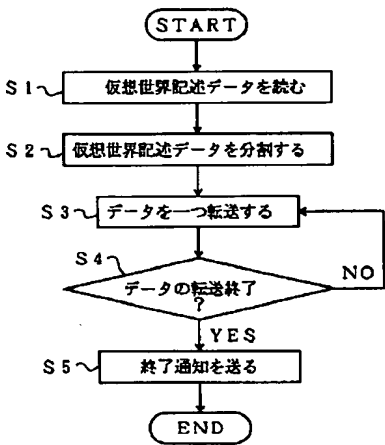 START
S1 仮想世界記述データを読む
S2 仮想世界記述データを分割する
S3 データを一つ転送する
S4
データの転送終了
?
NO
YES
S5 終了通知を送る
END